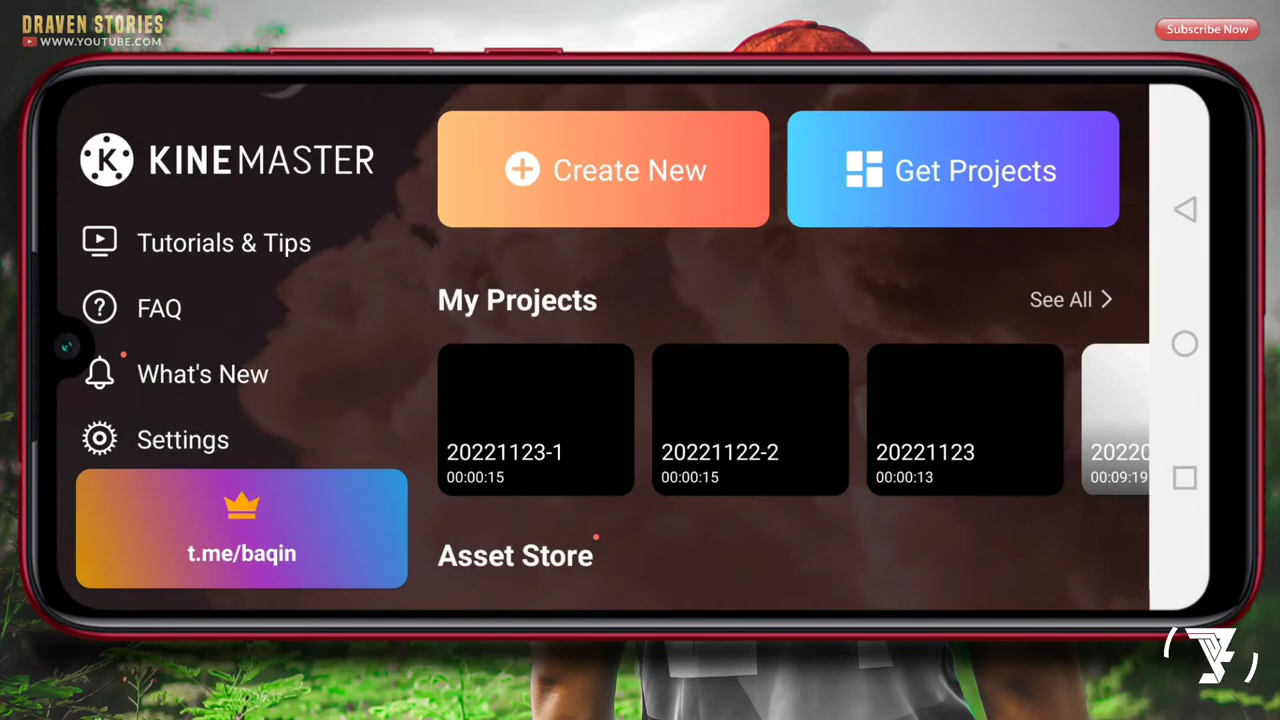 DRAVEN STORIES
WWW.YOUTUBE.COM
Subscribe Now
KINEMASTER
Tutorials & Tips
FAQ
What's New
Settings
t.me/baqin
Create New
Get Projects
My Projects
See All
20221123-1
00:00:15
20221122-2
00:00:15
20221123
00:00:13
20220
00:09:19
Asset Store